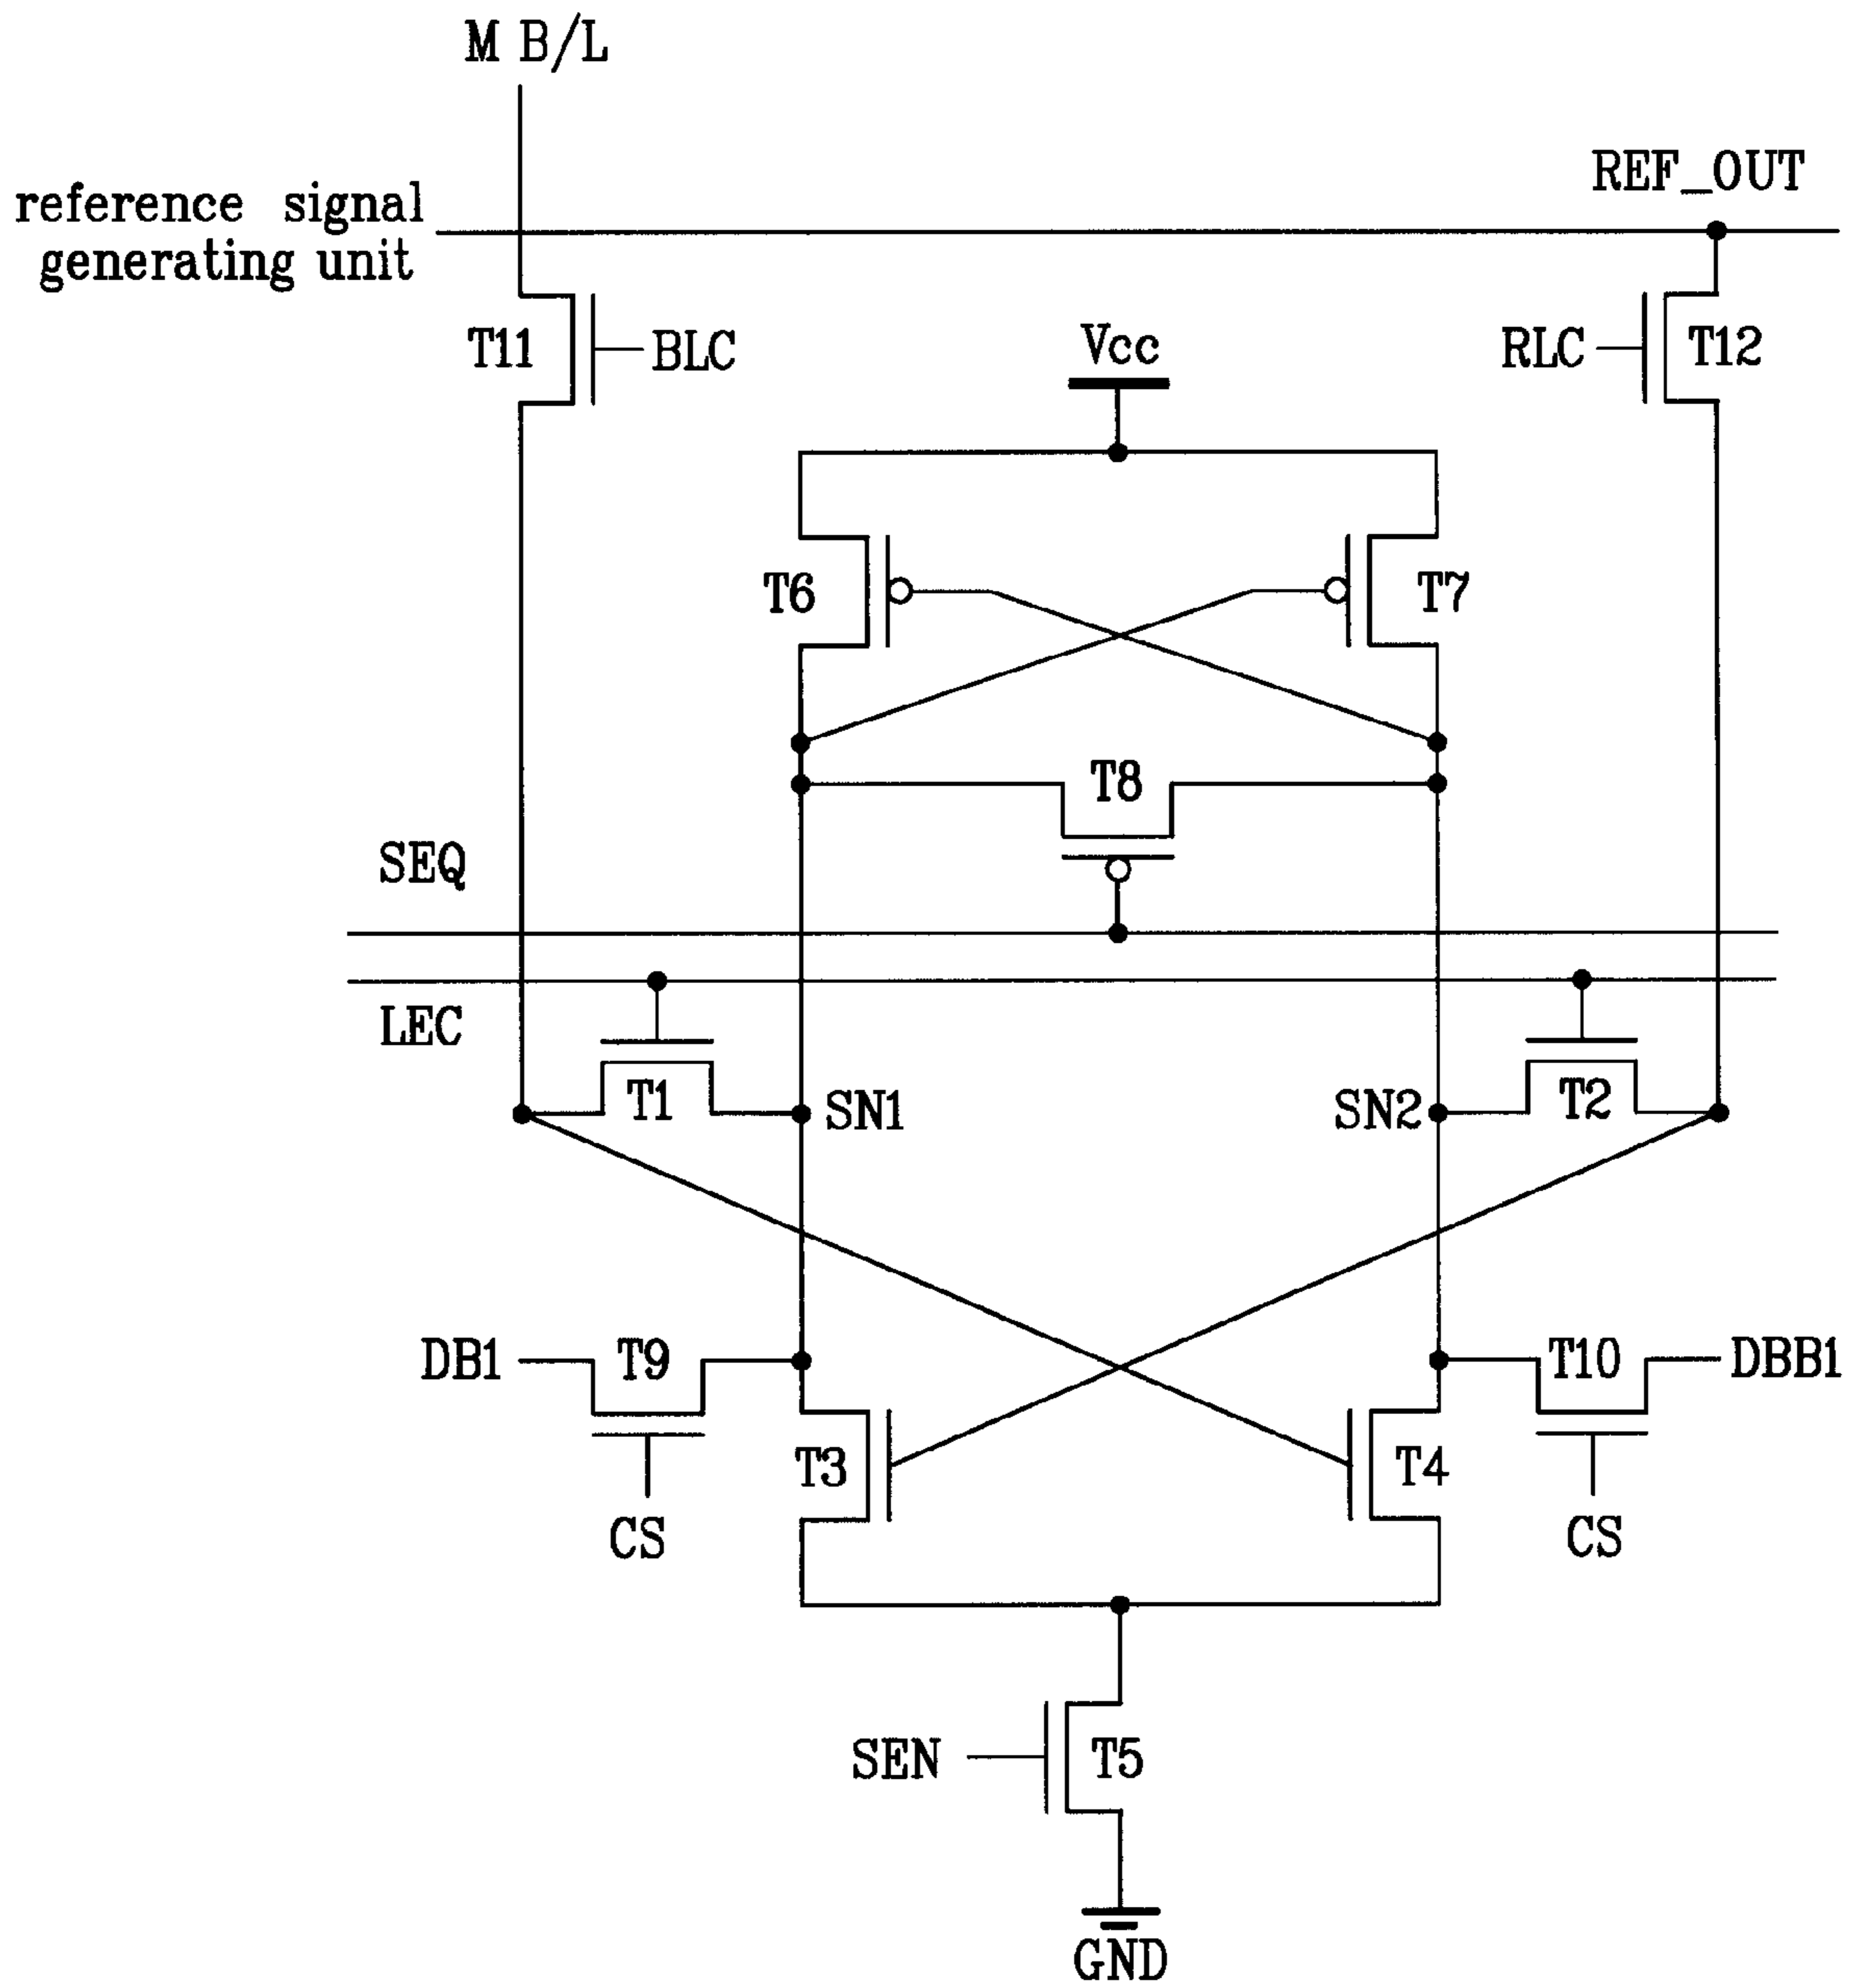 M B/L
REF_OUT
reference signal
generating unit
T11
BLC
Vcc
RLC
T12
T6
T7
T8
SEQ
LEC
T1
SN1
SN2
T2
DB1
T9
T10
DBB1
T3
T4
CS
CS
SEN
T5
GND